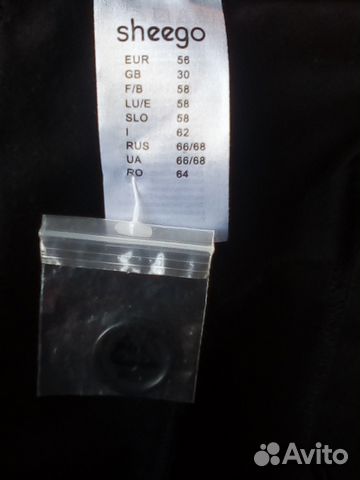 sheego
EUR 56
GB 30
F/B 58
LU/E 58
SLO 58
I 62
RUS 66/68
UA 66/68
RO 64
Avito